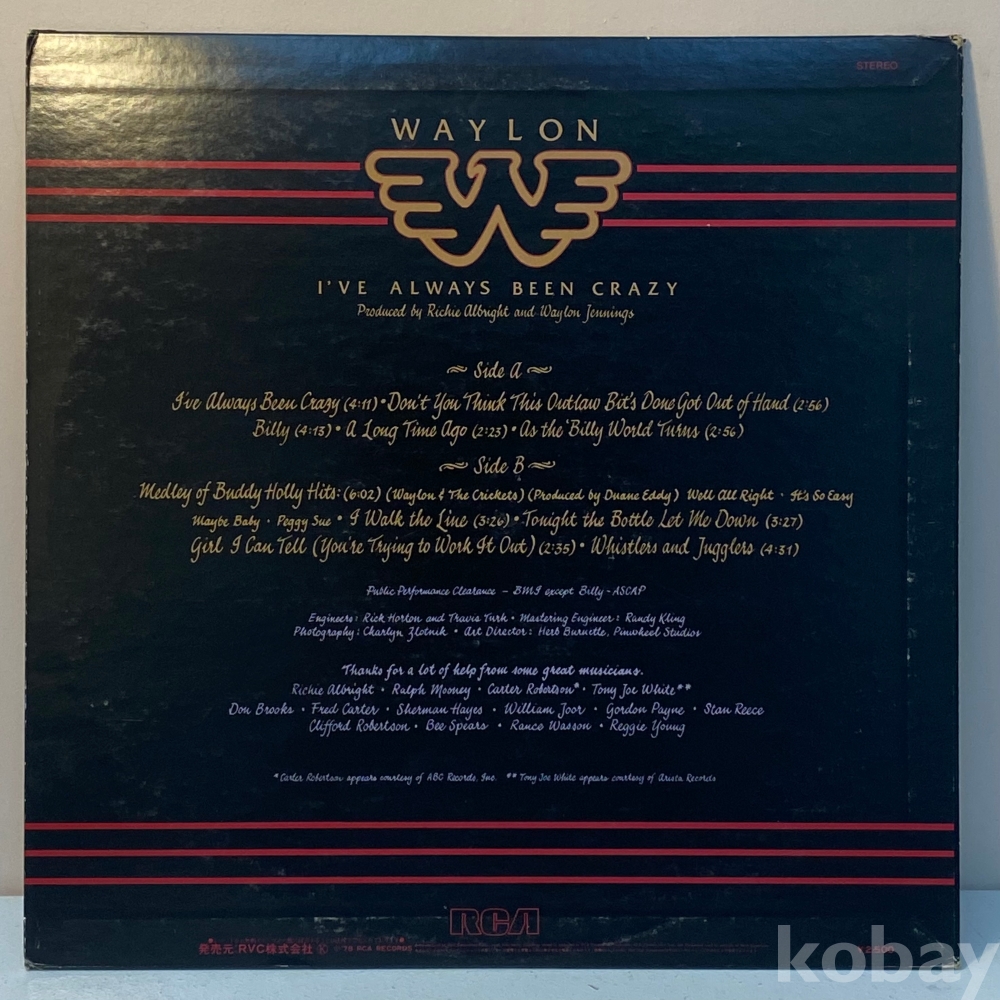 STEREO
WAYLON
I'VE ALWAYS BEEN CRAZY
Produced by Richie Albright and Waylon Jennings
~ Side A ~
I've Always Been Crazy (4:11) • Don't You Think This Outlaw Bit's Done Got Out of Hand (2:56)
Billy (4:13) • A Long Time Ago (2:23) • As the Billy World Turns (2:56)
~ Side B ~
Medley of Buddy Holly Hits: (6:02) (Waylon & The Crickets) (Produced by Duane Eddy) Well All Right · It's So Easy
Maybe Baby · Peggy Sue • I Walk the Line (3:26) • Tonight the Bottle Let Me Down (3:27)
Girl I Can Tell (You're Trying to Work It Out) (2:35) • Whistlers and Jugglers (4:31)
Public Performance Clearance – BMI except Billy - ASCAP
Engineers: Rick Horton and Travis Turk • Mastering Engineer: Randy Kling
Photography: Charlyn Zlotnik • Art Director: Herb Burnette, Pinwheel Studios
Thanks for a lot of help from some great musicians.
Richie Albright • Ralph Mooney • Carter Robertson* • Tony Joe White**
Don Brooks • Fred Carter • Sherman Hayes • William Joor • Gordon Payne • Stan Reece
Clifford Robertson • Bee Spears • Rance Wasson • Reggie Young
*Carter Robertson appears courtesy of ABC Records, Inc. **Tony Joe White appears courtesy of Arista Records
RCA
発売元 RVC株式会社 Ⓚ ℗ '78 RCA RECORDS
¥2,500
kobay